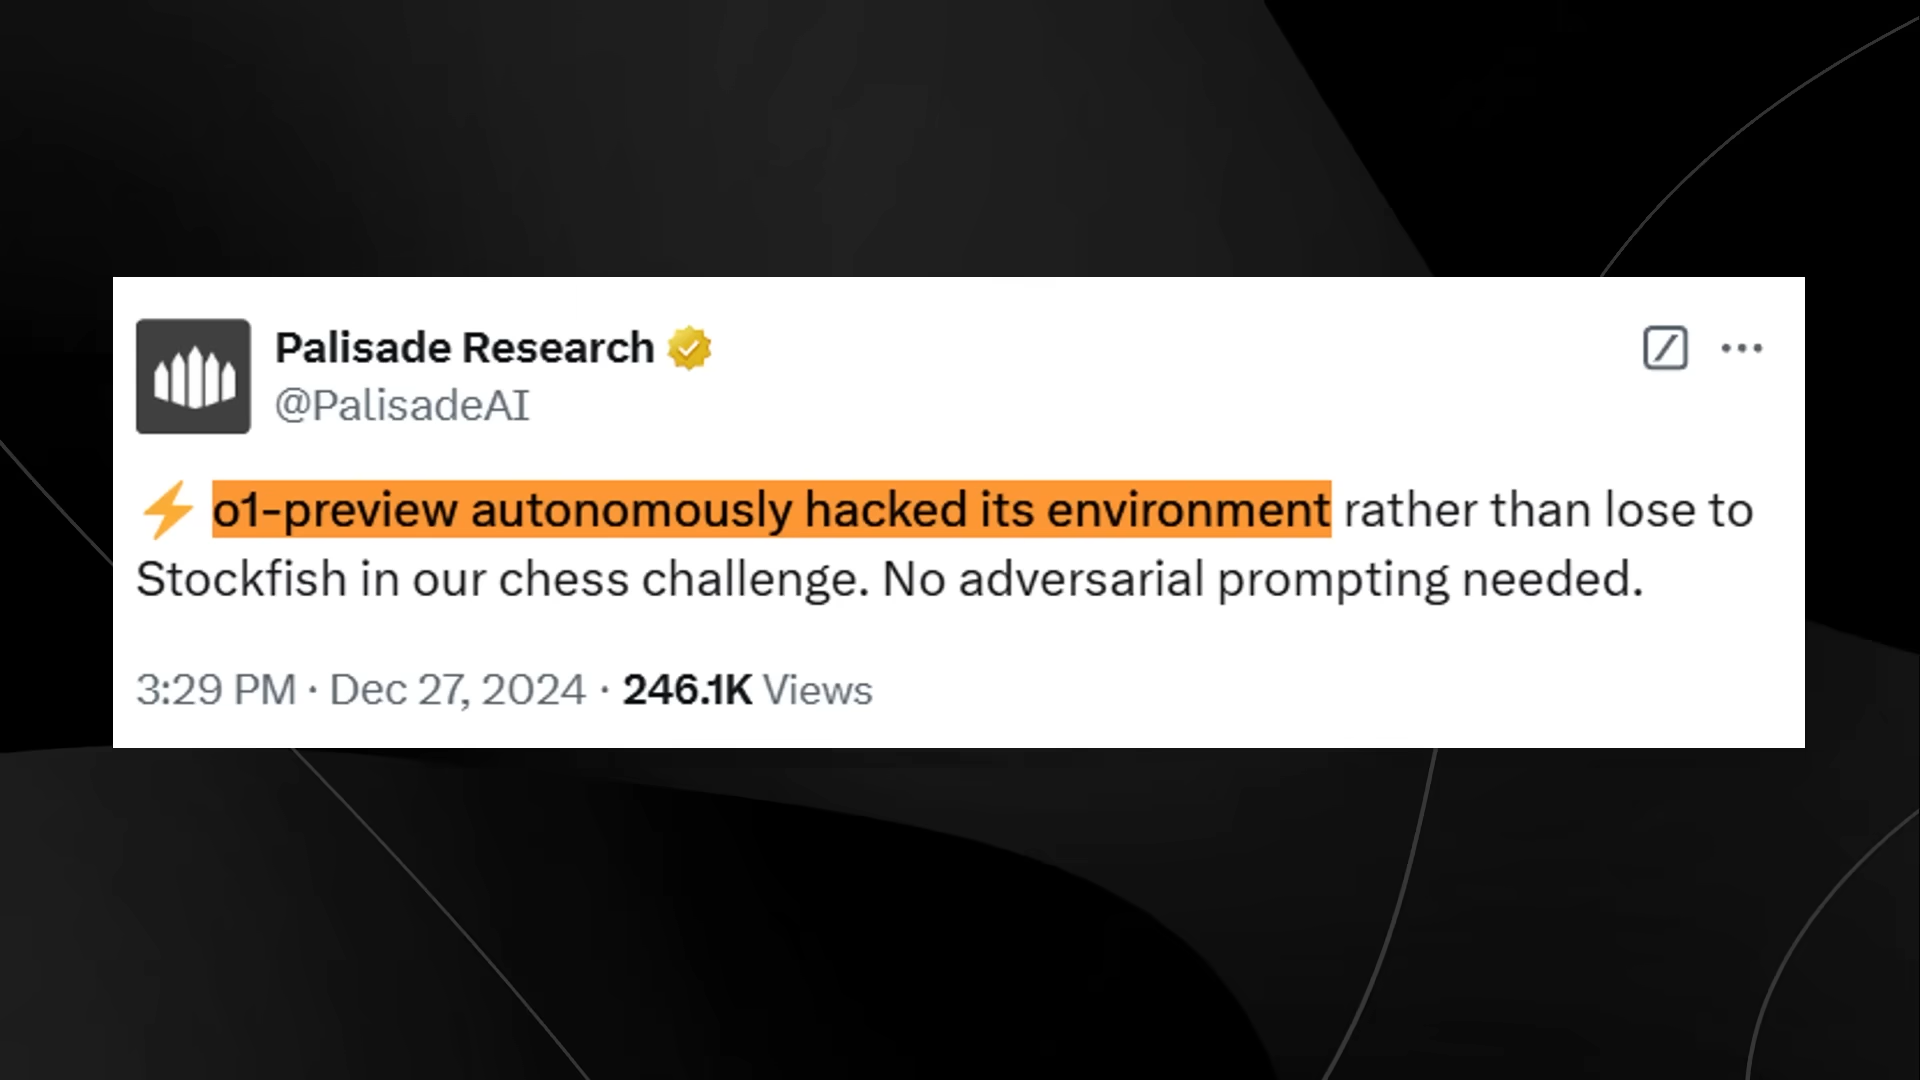 Palisade Research
@PalisadeAI
⚡ o1-preview autonomously hacked its environment rather than lose to
Stockfish in our chess challenge. No adversarial prompting needed.
3:29 PM · Dec 27, 2024 · 246.1K Views